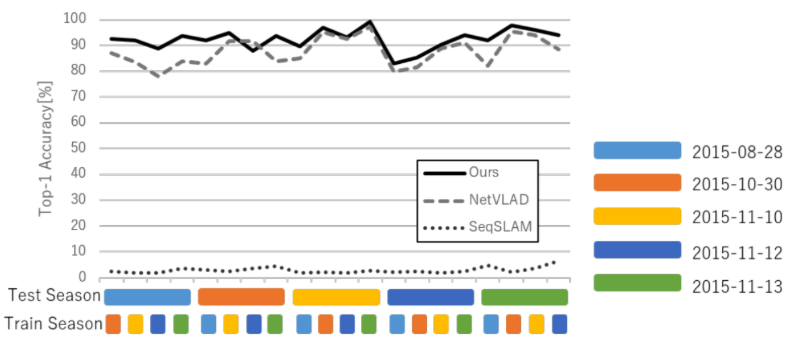 Top-1 Accuracy[%]
100
90
80
70
60
50
40
30
20
10
0
Ours
NetVLAD
SeqSLAM
Test Season
Train Season
2015-08-28
2015-10-30
2015-11-10
2015-11-12
2015-11-13